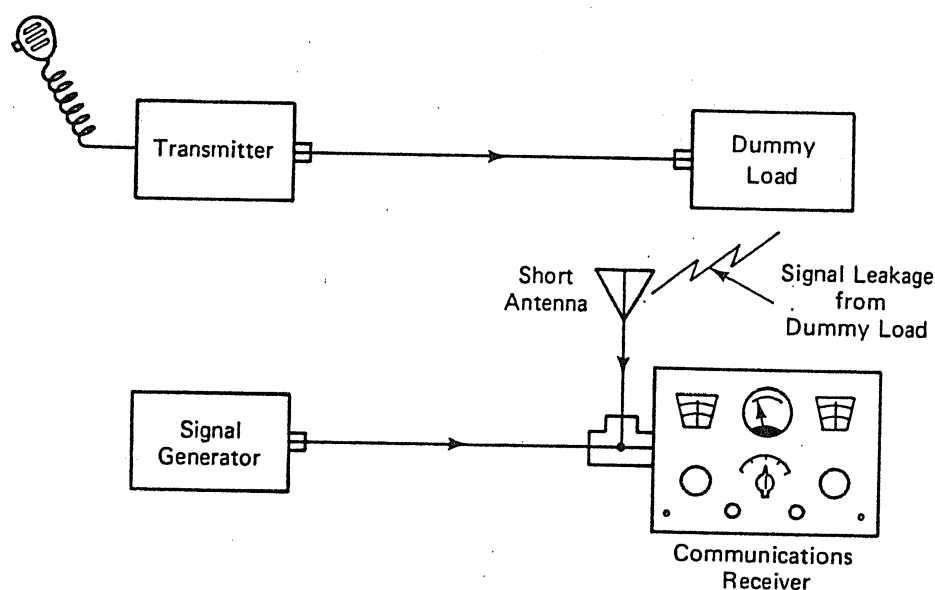 Transmitter
Dummy
Load
Short
Antenna
Signal Leakage
from
Dummy Load
Signal
Generator
Communications
Receiver